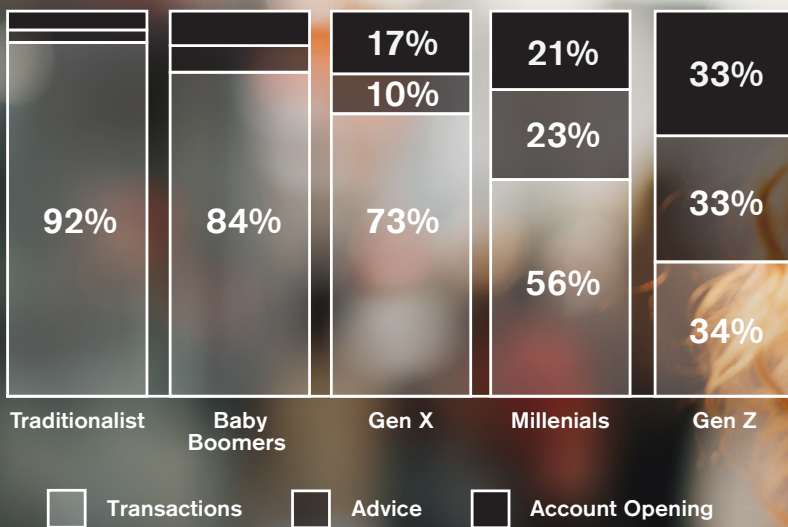 17%
10%
73%
21%
23%
56%
33%
33%
34%
92%
84%
Traditionalist
Baby
Boomers
Gen X
Millenials
Gen Z
Transactions
Advice
Account Opening